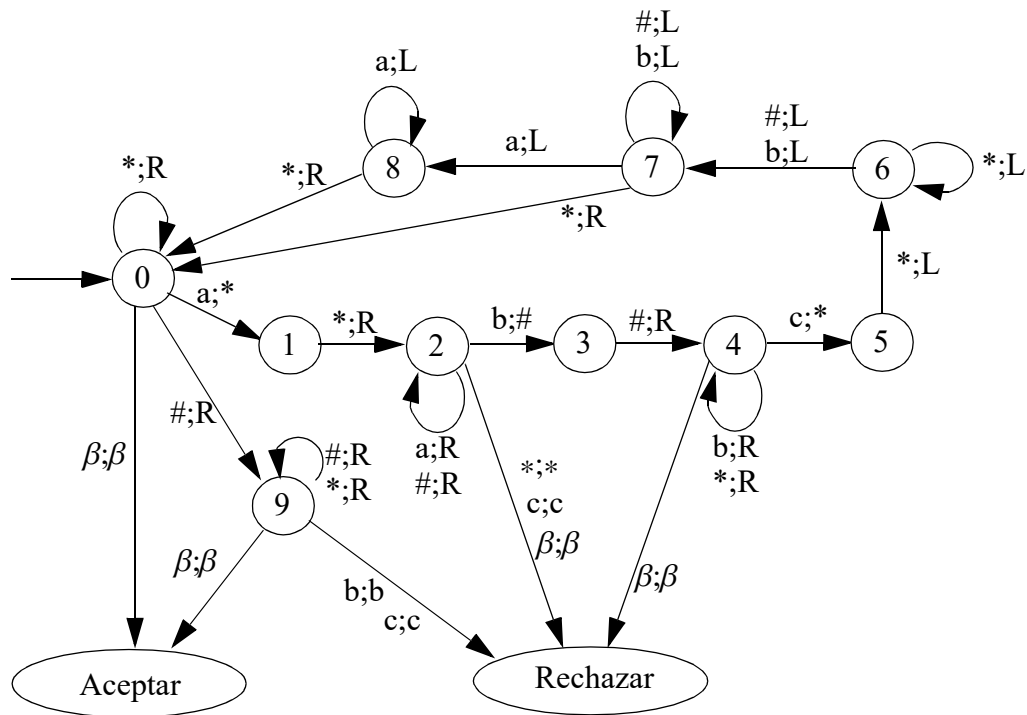 #;L
a;L
b;L
#;L
*;R
a;L
b;L
8
7
6
*;L
*;R
*;R
0
a;*
*;L
*;R
b;#
#;R
c;*
1
2
3
4
5
#;R
β;β
a;R
b;R
#;R
*;R
*;*
#;R
*;R
9
c;c
β;β
β;β
β;β
b;b
c;c
Aceptar
Rechazar